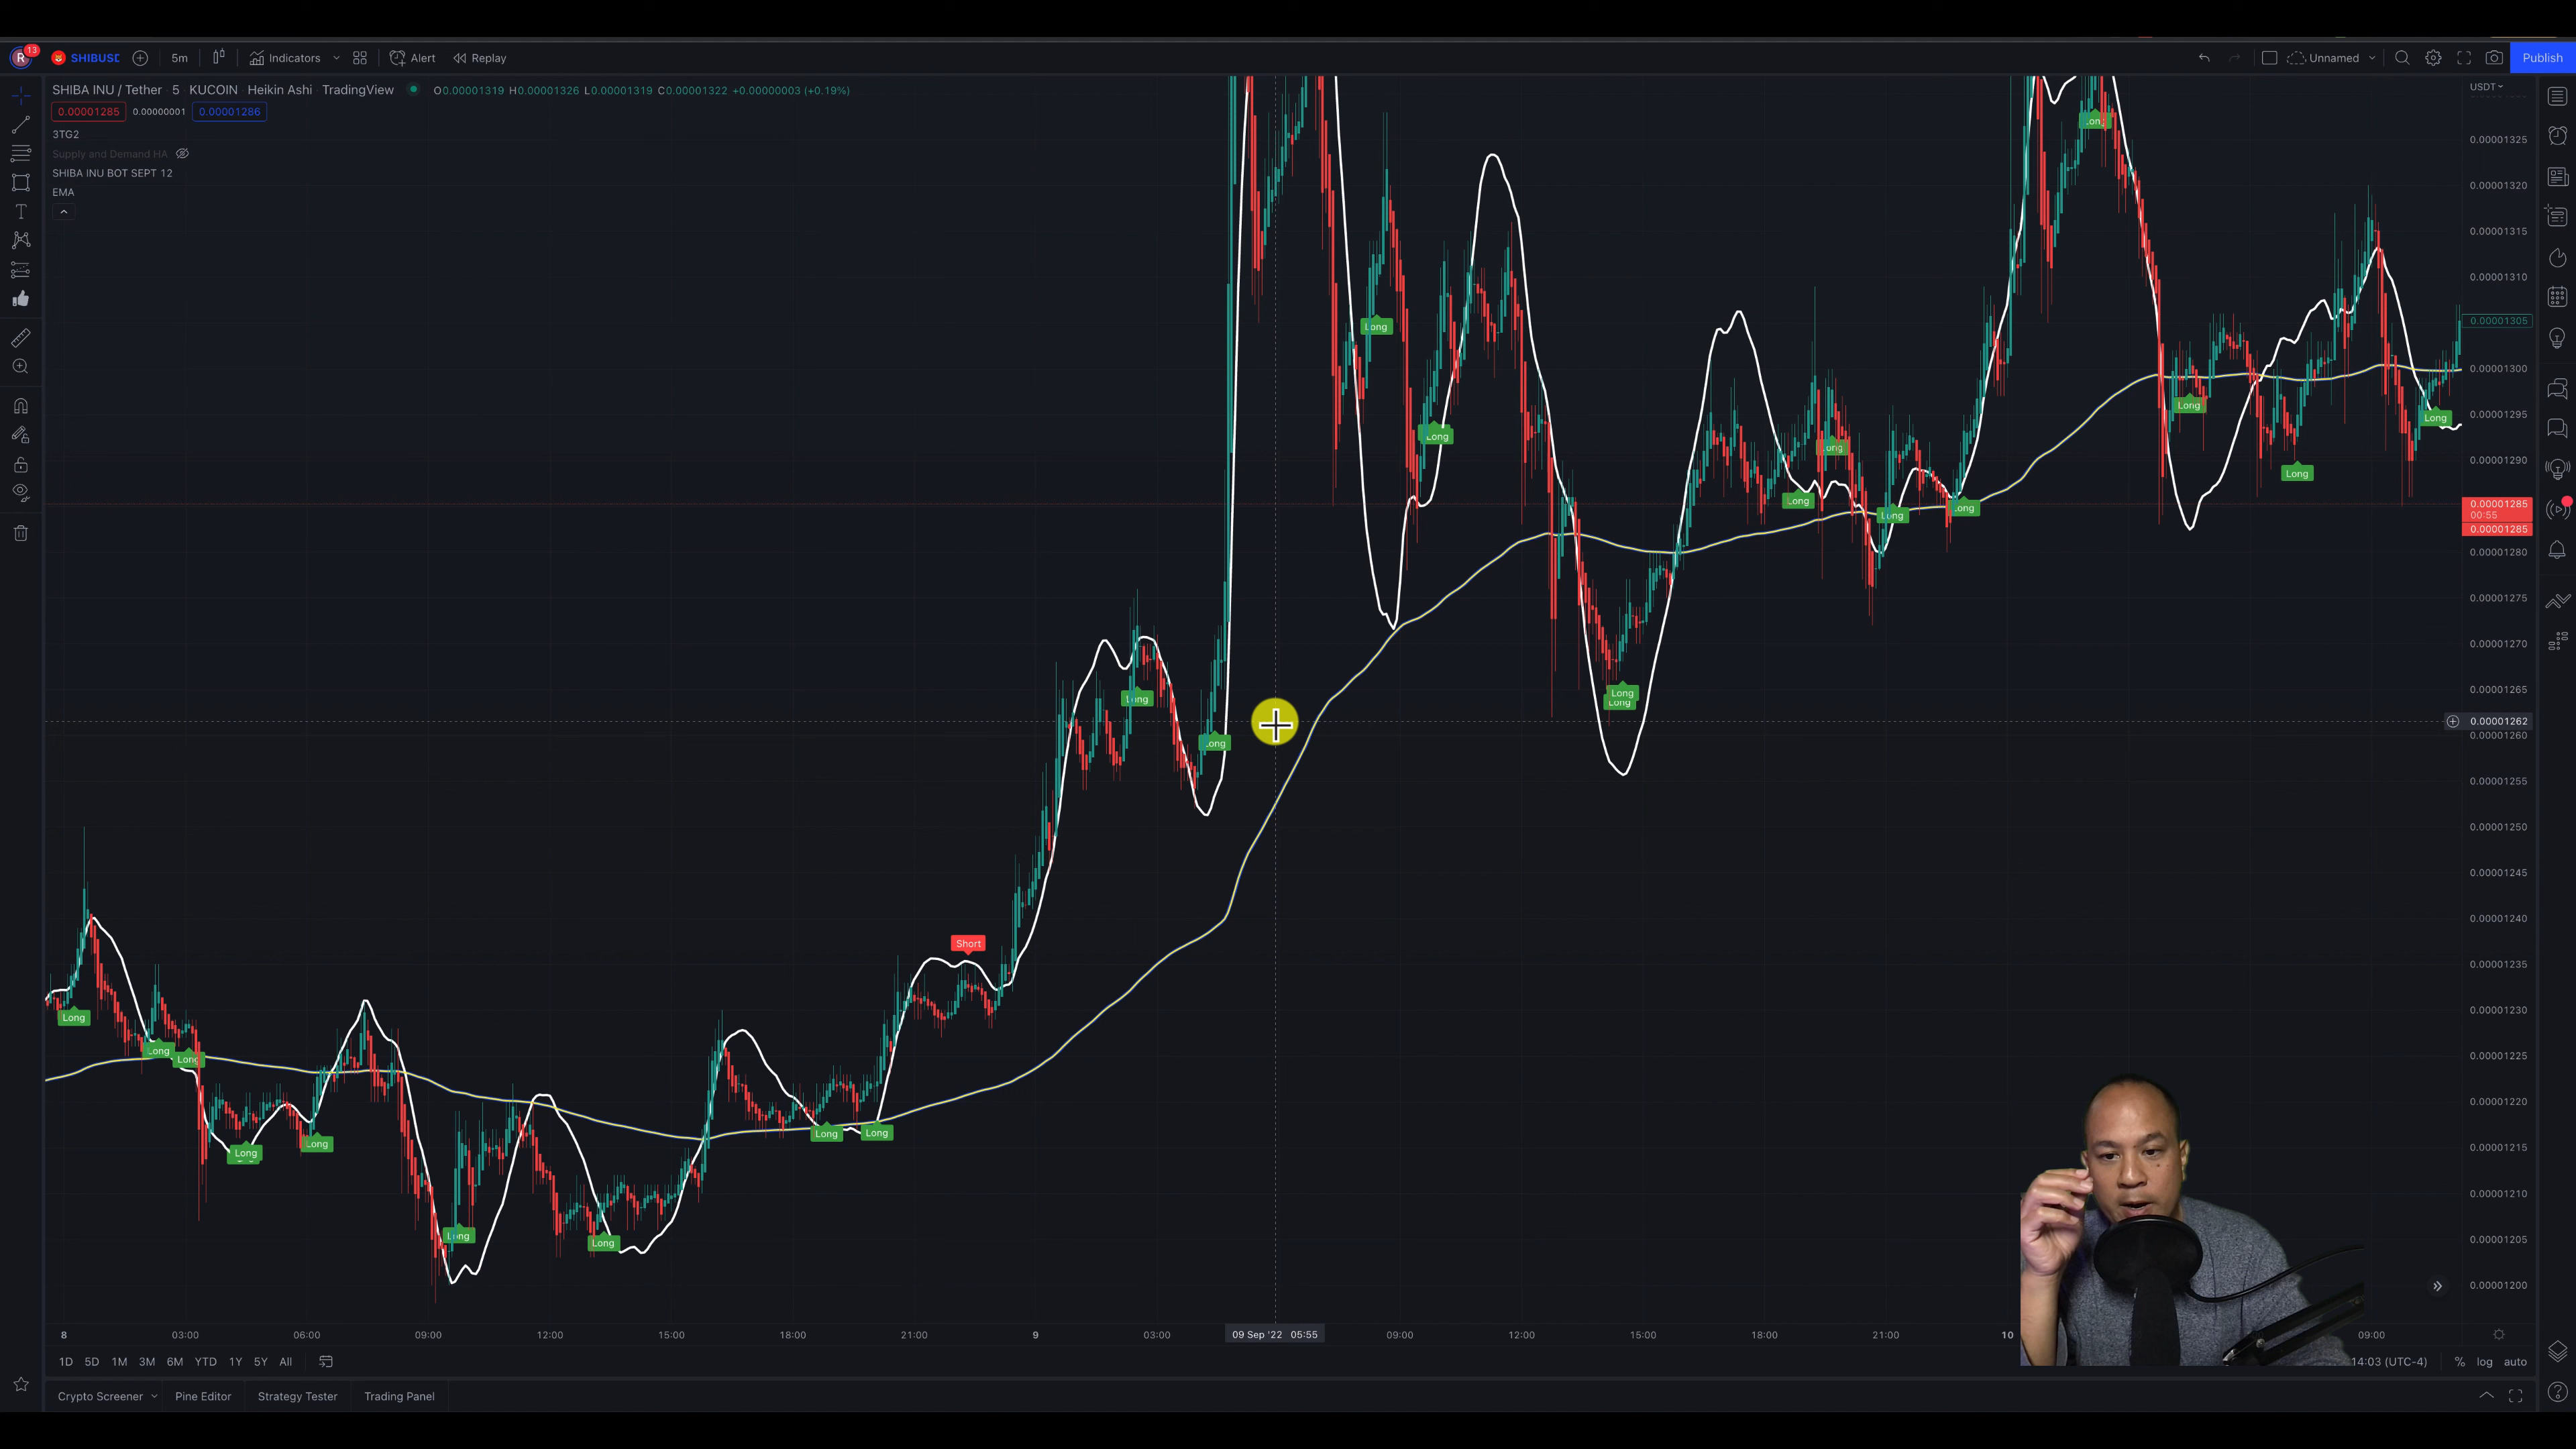 R 13 SHIBUSD 5m Indicators Alert Replay Unnamed Publish
SHIBA INU / Tether · 5 · KUCOIN · Heikin Ashi · TradingView O0.00001319 H0.00001326 L0.00001319 C0.00001322 +0.00000003 (+0.19%)
0.00001285 0.00000001 0.00001286
3TG2
Supply and Demand HA
SHIBA INU BOT SEPT 12
EMA
USDT
0.00001325
0.00001320
0.00001315
0.00001310
0.00001305
0.00001300
0.00001295
0.00001290
0.00001285
00:55
0.00001285
0.00001280
0.00001275
0.00001270
0.00001265
0.00001262
0.00001260
0.00001255
0.00001250
0.00001245
0.00001240
0.00001235
0.00001230
0.00001225
0.00001220
0.00001215
0.00001210
0.00001205
0.00001200
Long
Long
Long
Long
Long
Long
Long
Long
Long
Short
Long
Long
Long
Long
Long
Long
Long
Long
Long
Long
Long
Long
Long
Long
8 03:00 06:00 09:00 12:00 15:00 18:00 21:00 9 03:00 09 Sep '22 05:55 09:00 12:00 15:00 18:00 21:00 10 09:00
1D 5D 1M 3M 6M YTD 1Y 5Y All 14:03 (UTC-4) % log auto
Crypto Screener Pine Editor Strategy Tester Trading Panel